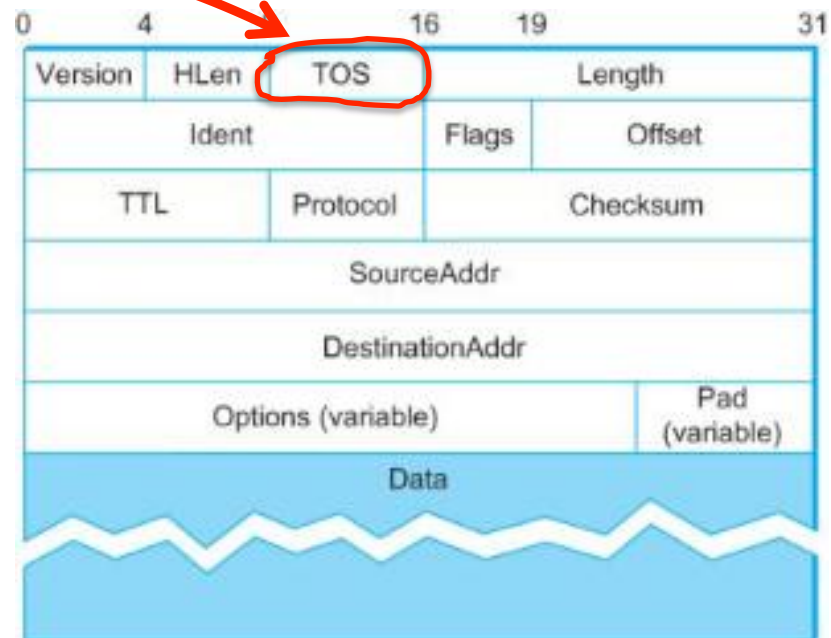 0 4 16 19 31
Version HLen TOS Length
Ident Flags Offset
TTL Protocol Checksum
SourceAddr
DestinationAddr
Options (variable) Pad (variable)
Data